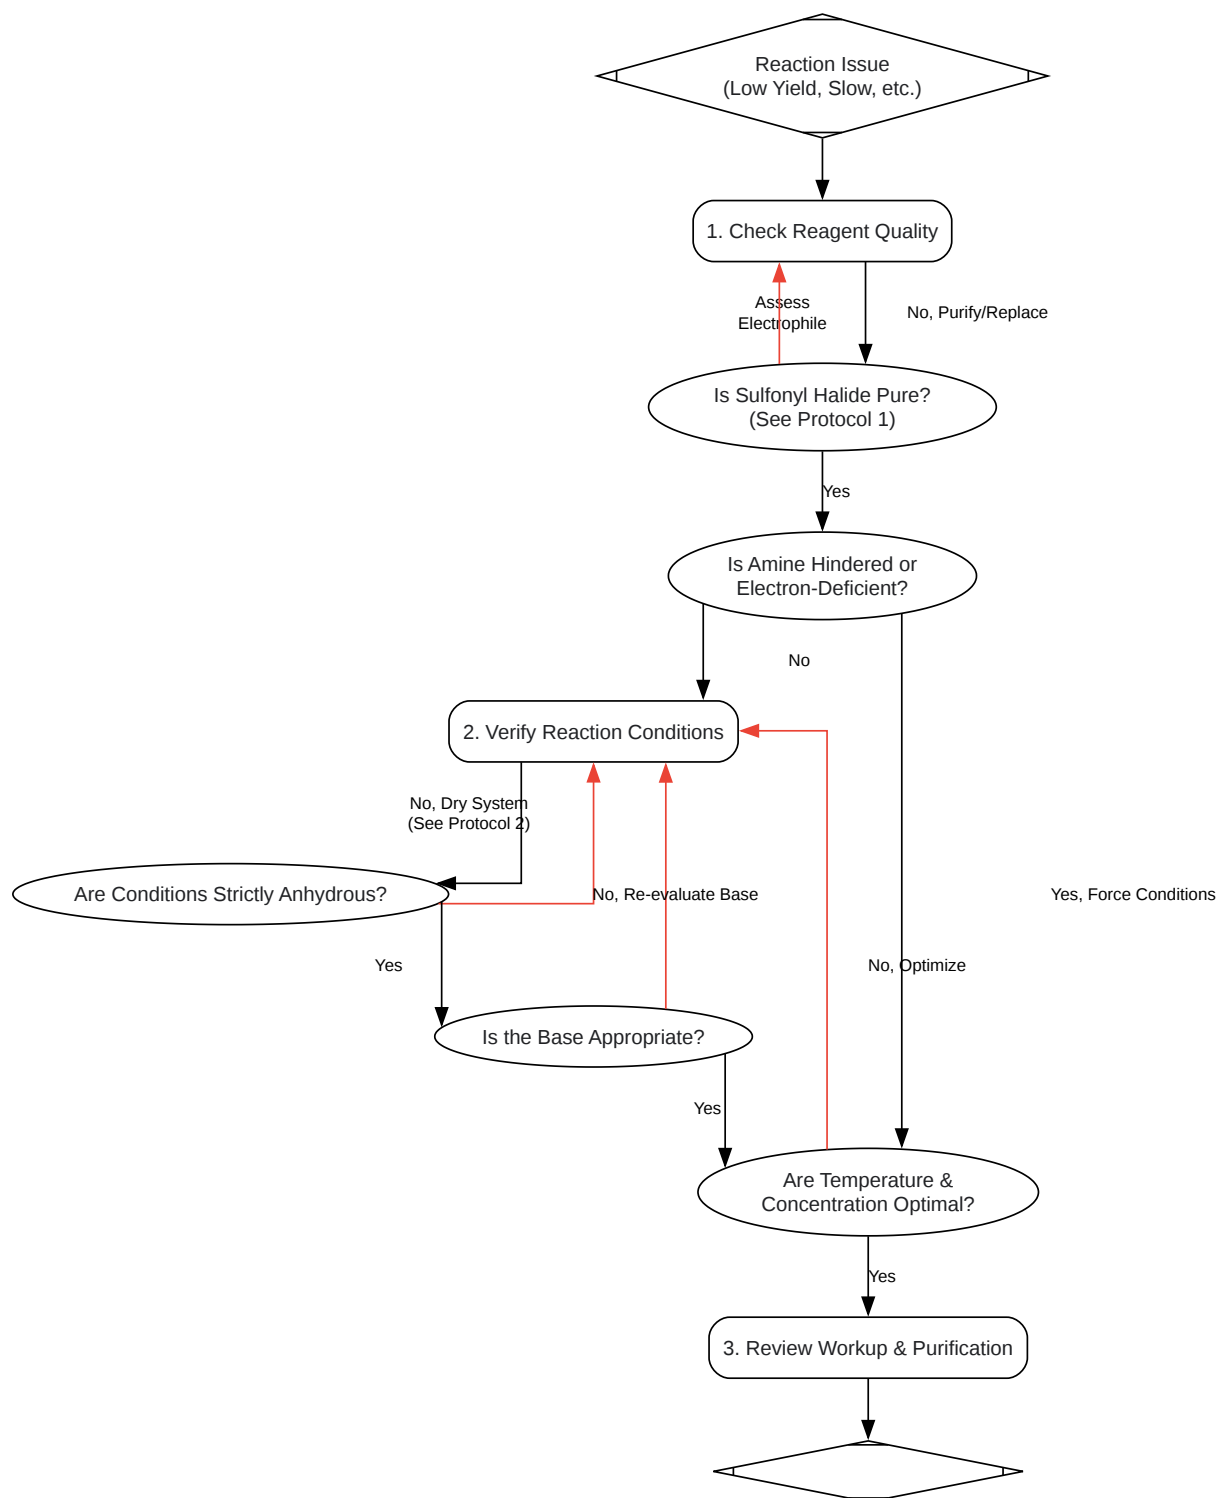 Reaction Issue
(Low Yield, Slow, etc.)
1. Check Reagent Quality
Assess
Electrophile
No, Purify/Replace
Is Sulfonyl Halide Pure?
(See Protocol 1)
Yes
Is Amine Hindered or
Electron-Deficient?
No
2. Verify Reaction Conditions
No, Dry System
(See Protocol 2)
Are Conditions Strictly Anhydrous?
No, Re-evaluate Base
Yes, Force Conditions
Yes
No, Optimize
Is the Base Appropriate?
Yes
Are Temperature &
Concentration Optimal?
Yes
3. Review Workup & Purification